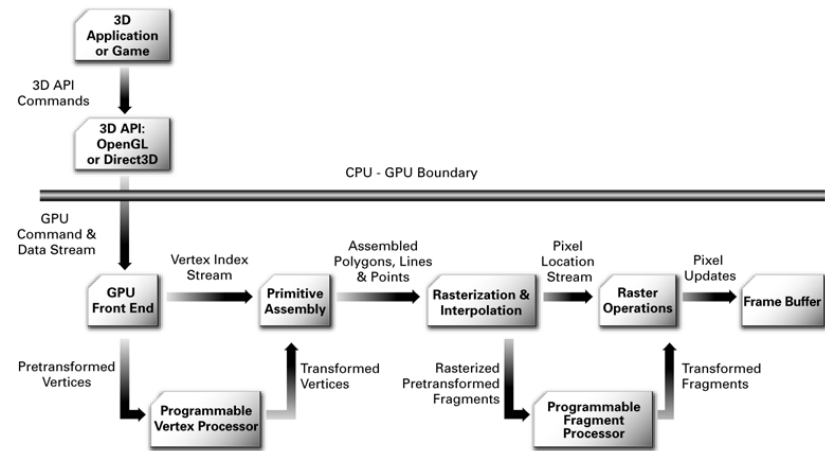 3D
Application
or Game
3D API
Commands
3D API:
OpenGL
or Direct3D
CPU - GPU Boundary
GPU
Command &
Data Stream
Vertex Index
Stream
Assembled
Polygons, Lines
& Points
Pixel
Location
Stream
Pixel
Updates
GPU
Front End
Primitive
Assembly
Rasterization &
Interpolation
Raster
Operations
Frame Buffer
Pretransformed
Vertices
Transformed
Vertices
Rasterized
Pretransformed
Fragments
Transformed
Fragments
Programmable
Vertex Processor
Programmable
Fragment
Processor